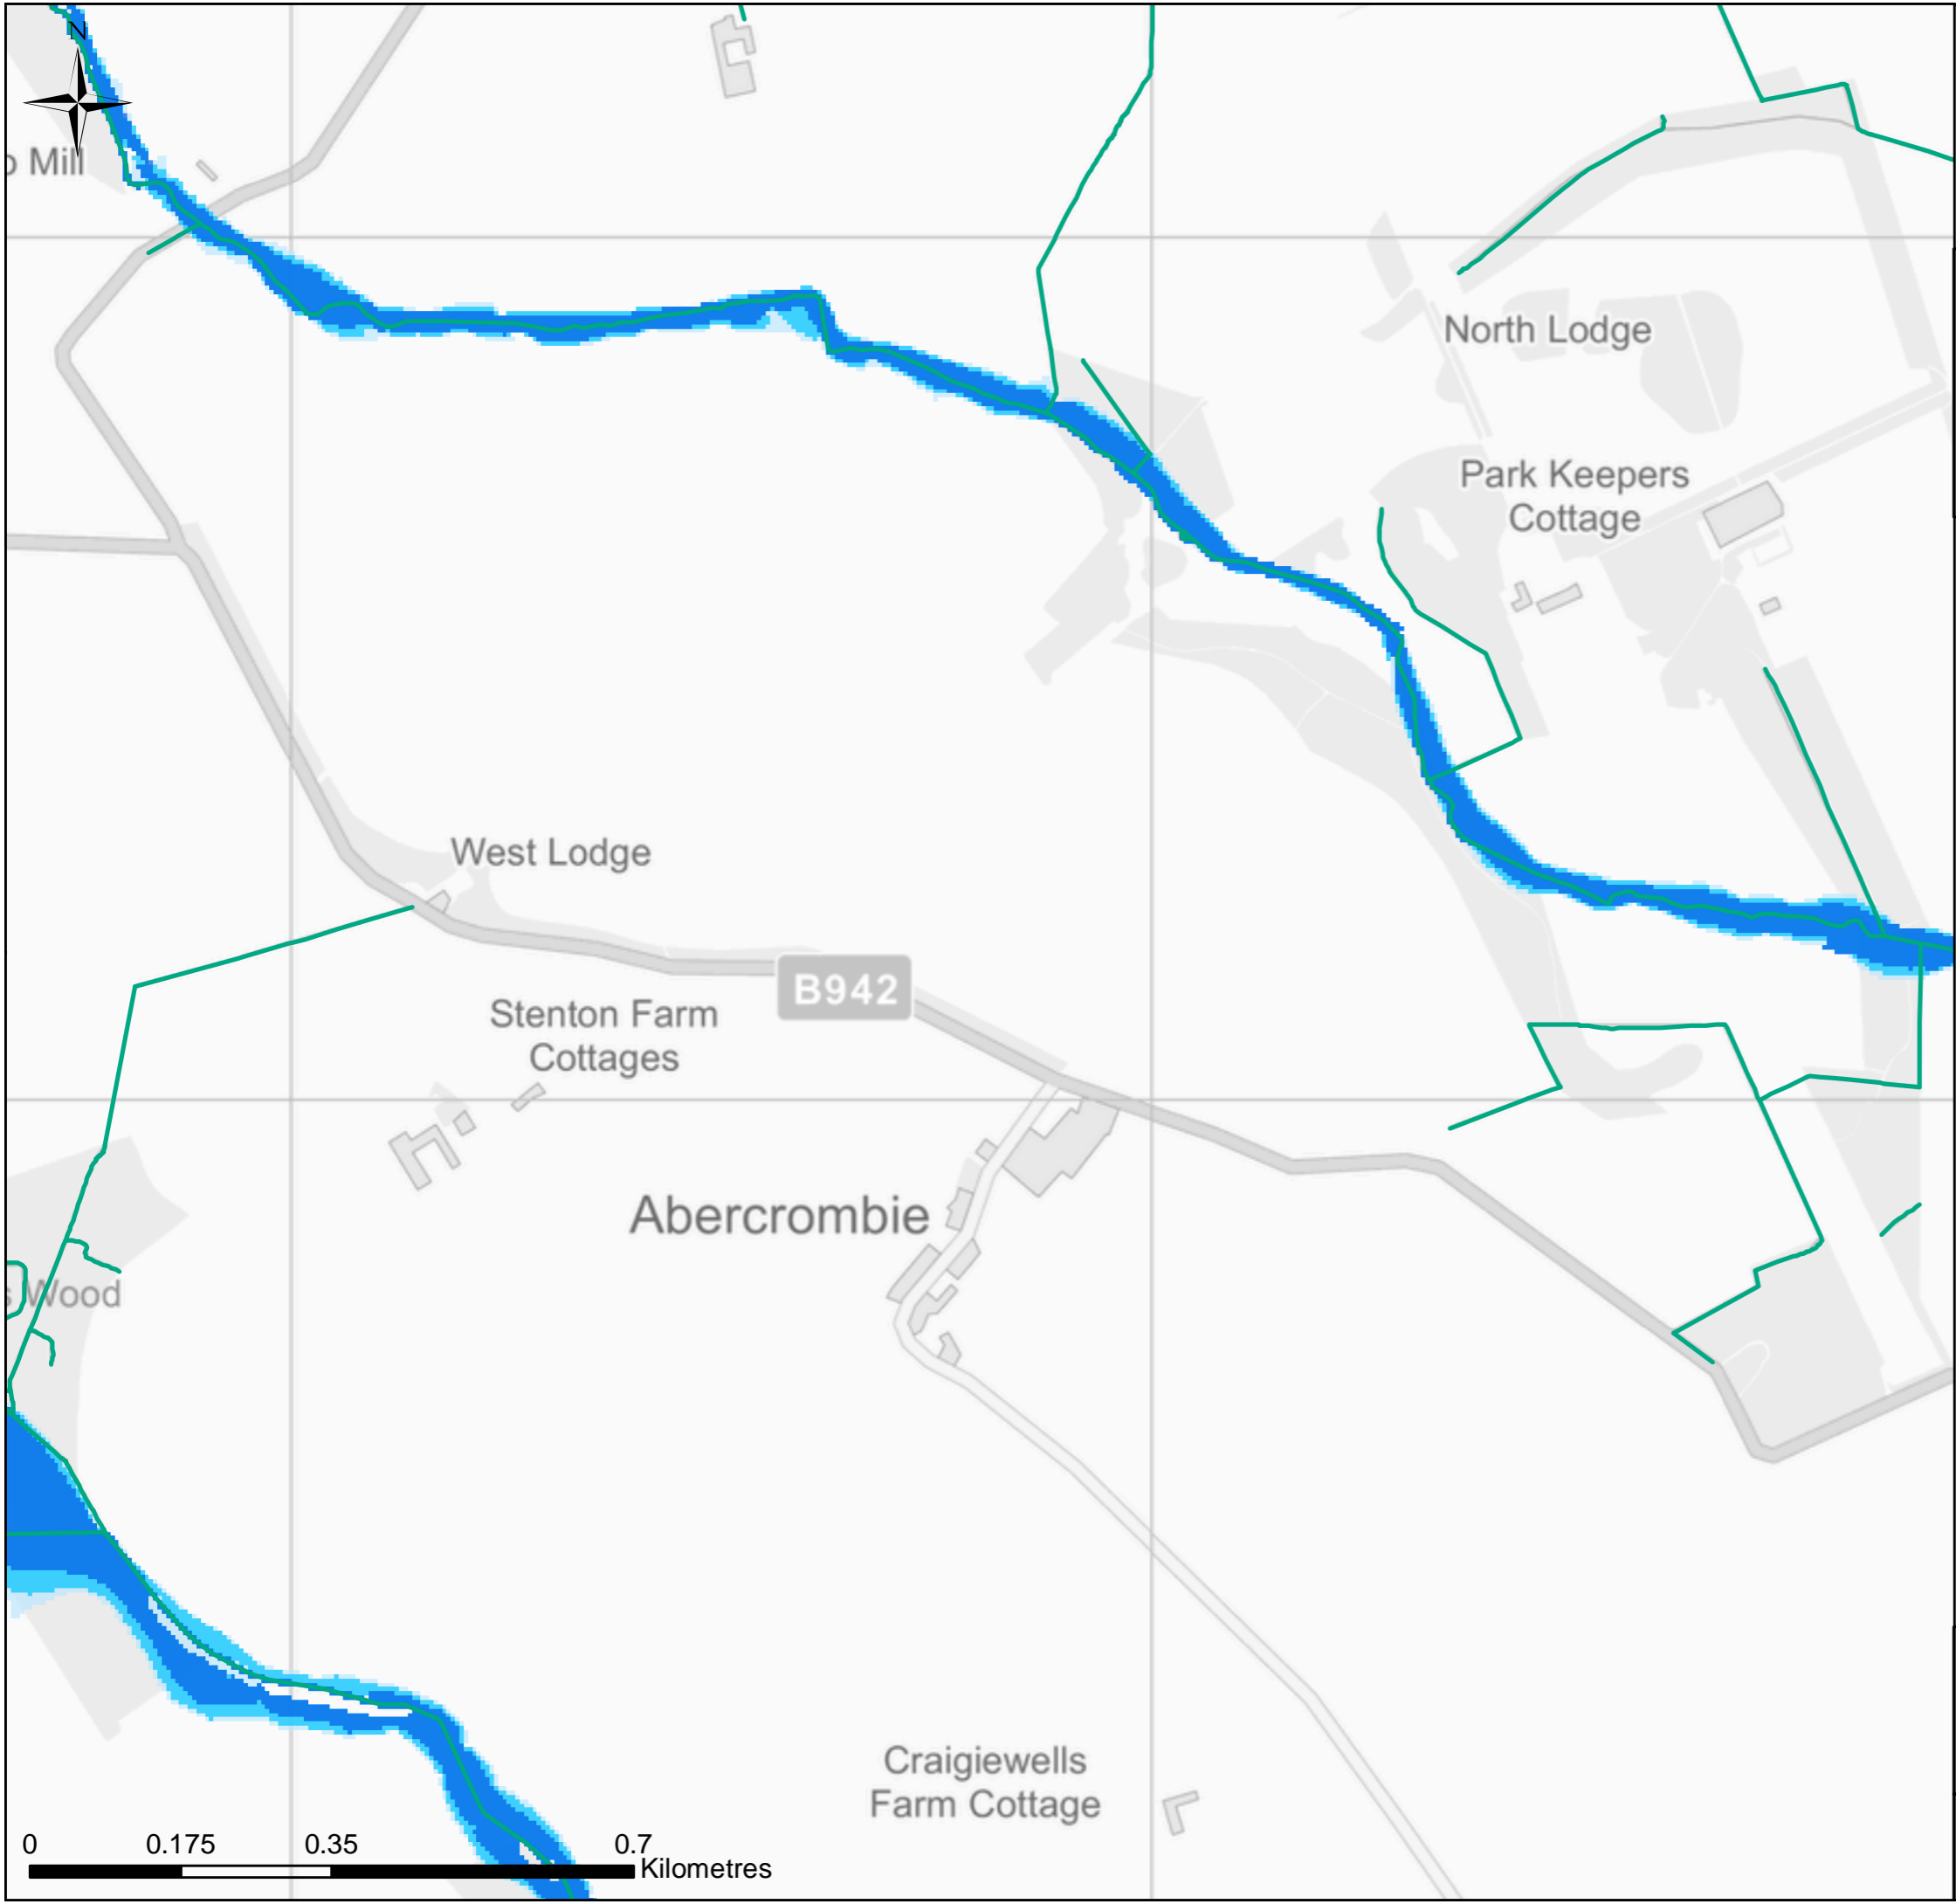 N
Mill
North Lodge
Park Keepers
Cottage
West Lodge
B942
Stenton Farm
Cottages
Abercrombie
Wood
Craigiewells
Farm Cottage
0 0.175 0.35 0.7
Kilometres